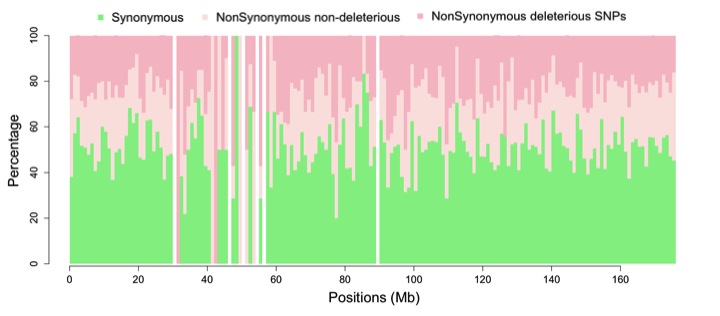 Synonymous NonSynonymous non-deleterious NonSynonymous deleterious SNPs
100
80
60
40
20
0
Percentage
0 20 40 60 80 100 120 140 160
Positions (Mb)